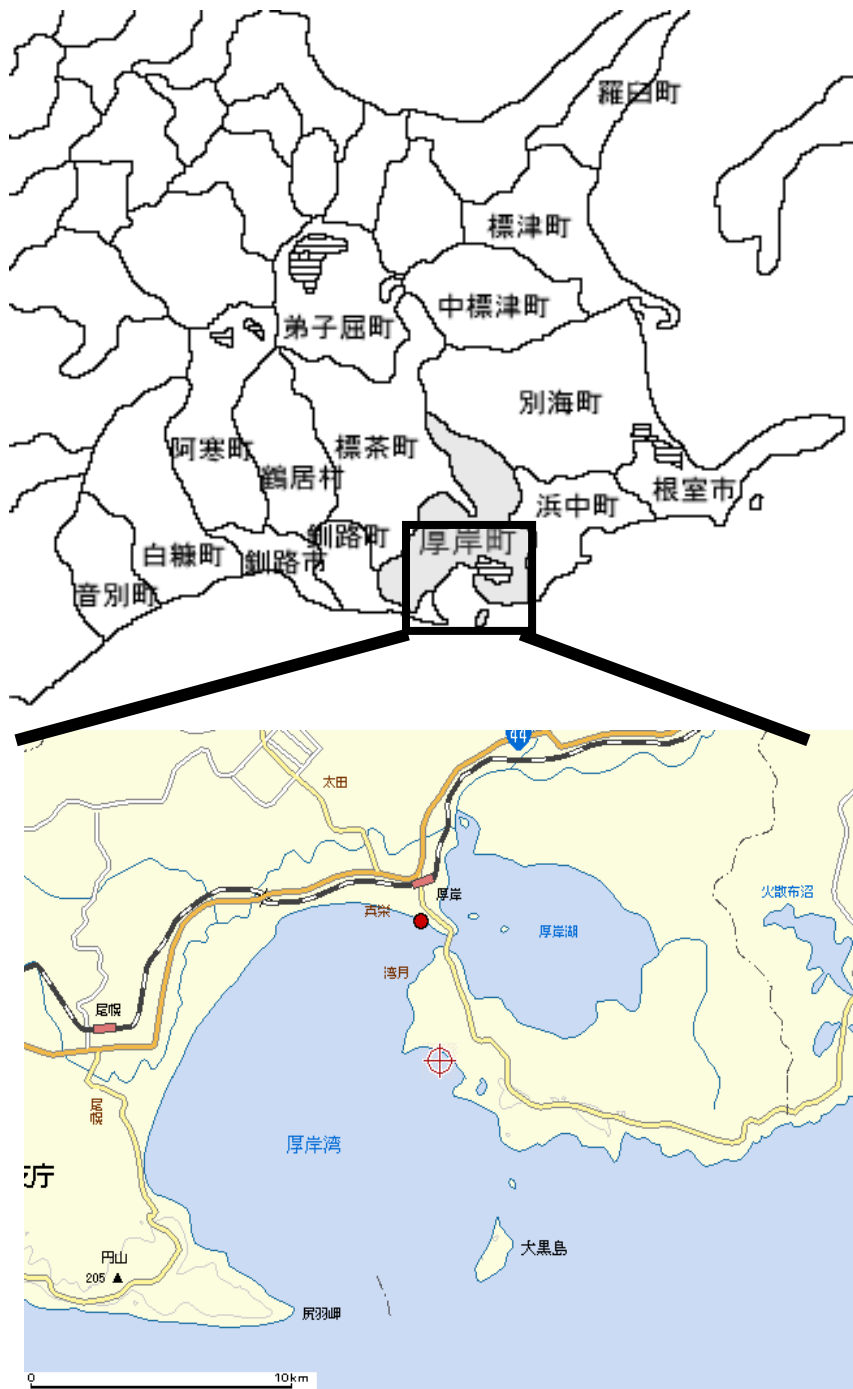 羅臼町
標津町
中標津町
弟子屈町
別海町
阿寒町
標茶町
鶴居村
根室市
浜中町
釧路町
厚岸町
白糠町
釧路市
音別町
44
太田
厚岸
真栄
火散布沼
厚岸湖
湾月
尾幌
尾幌
厚岸湾
支庁
円山
205
大黒島
尻羽岬
0
10km